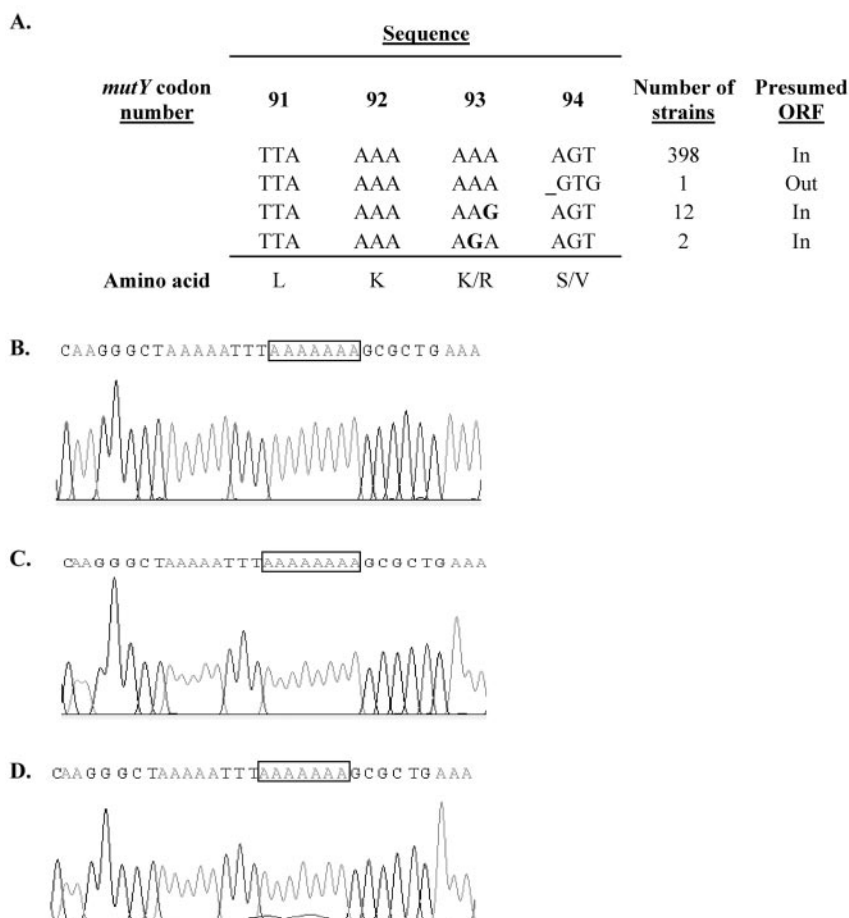 A.
Sequence
mutY codon number 91 92 93 94 Number of strains Presumed ORF
TTA AAA AAA AGT 398 In
TTA AAA AAA _GTG 1 Out
TTA AAA AAG AGT 12 In
TTA AAA AGA AGT 2 In
Amino acid L K K/R S/V
B. CAAGGGCTAAAAATTTAAAAAAAGCGCTGAAA
C. CAAGGGCTAAAAATTTAAAAAAAAGCGCTGAAA
D. CAAGGGCTAAAAATTTAAAAAAAGCGCTGAAA